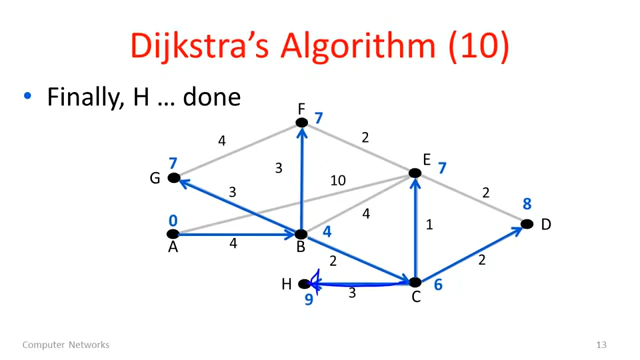 Dijkstra's Algorithm (10)
• Finally, H … done
F 7
4 2
7 E 7
G 3 10
3 2
0 4 8
A 4 B 4 1 D
2 2
H 9 3 C 6
Computer Networks 13